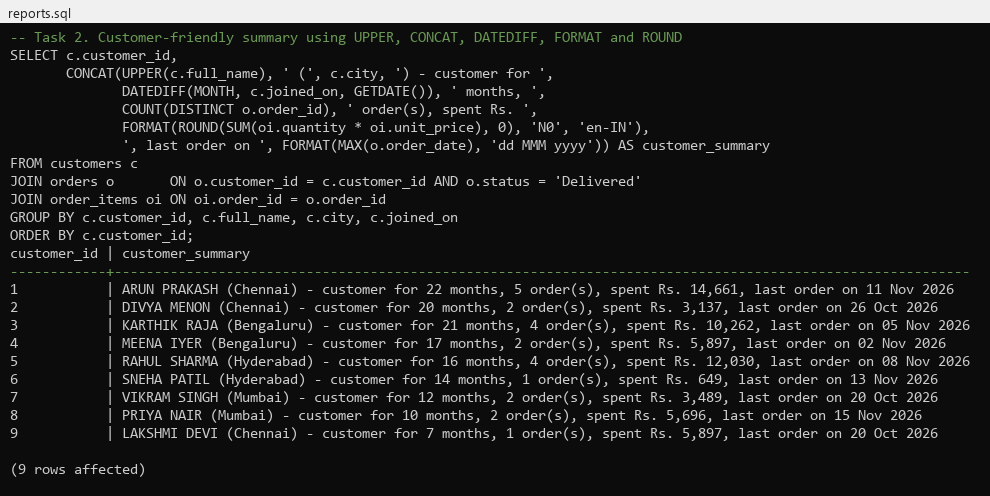 reports.sql
-- Task 2. Customer-friendly summary using UPPER, CONCAT, DATEDIFF, FORMAT and ROUND
SELECT c.customer_id,
       CONCAT(UPPER(c.full_name), ' (', c.city, ') - customer for ',
              DATEDIFF(MONTH, c.joined_on, GETDATE()), ' months, ',
              COUNT(DISTINCT o.order_id), ' order(s), spent Rs. ',
              FORMAT(ROUND(SUM(oi.quantity * oi.unit_price), 0), 'N0', 'en-IN'),
              ', last order on ', FORMAT(MAX(o.order_date), 'dd MMM yyyy')) AS customer_summary
FROM customers c
JOIN orders o       ON o.customer_id = c.customer_id AND o.status = 'Delivered'
JOIN order_items oi ON oi.order_id = o.order_id
GROUP BY c.customer_id, c.full_name, c.city, c.joined_on
ORDER BY c.customer_id;
customer_id | customer_summary
------------+-----------------------------------------------------------------------------------------------------------
1           | ARUN PRAKASH (Chennai) - customer for 22 months, 5 order(s), spent Rs. 14,661, last order on 11 Nov 2026
2           | DIVYA MENON (Chennai) - customer for 20 months, 2 order(s), spent Rs. 3,137, last order on 26 Oct 2026
3           | KARTHIK RAJA (Bengaluru) - customer for 21 months, 4 order(s), spent Rs. 10,262, last order on 05 Nov 2026
4           | MEENA IYER (Bengaluru) - customer for 17 months, 2 order(s), spent Rs. 5,897, last order on 02 Nov 2026
5           | RAHUL SHARMA (Hyderabad) - customer for 16 months, 4 order(s), spent Rs. 12,030, last order on 08 Nov 2026
6           | SNEHA PATIL (Hyderabad) - customer for 14 months, 1 order(s), spent Rs. 649, last order on 13 Nov 2026
7           | VIKRAM SINGH (Mumbai) - customer for 12 months, 2 order(s), spent Rs. 3,489, last order on 20 Oct 2026
8           | PRIYA NAIR (Mumbai) - customer for 10 months, 2 order(s), spent Rs. 5,696, last order on 15 Nov 2026
9           | LAKSHMI DEVI (Chennai) - customer for 7 months, 1 order(s), spent Rs. 5,897, last order on 20 Oct 2026
(9 rows affected)